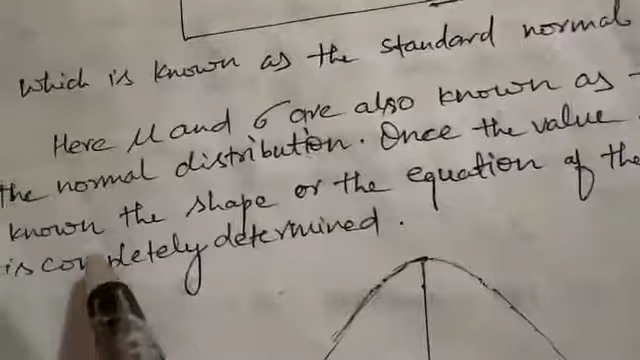 which is known as the standard normal
Here μ and σ are also known as
the normal distribution. Once the value
known the shape or the equation of the
is completely determined.